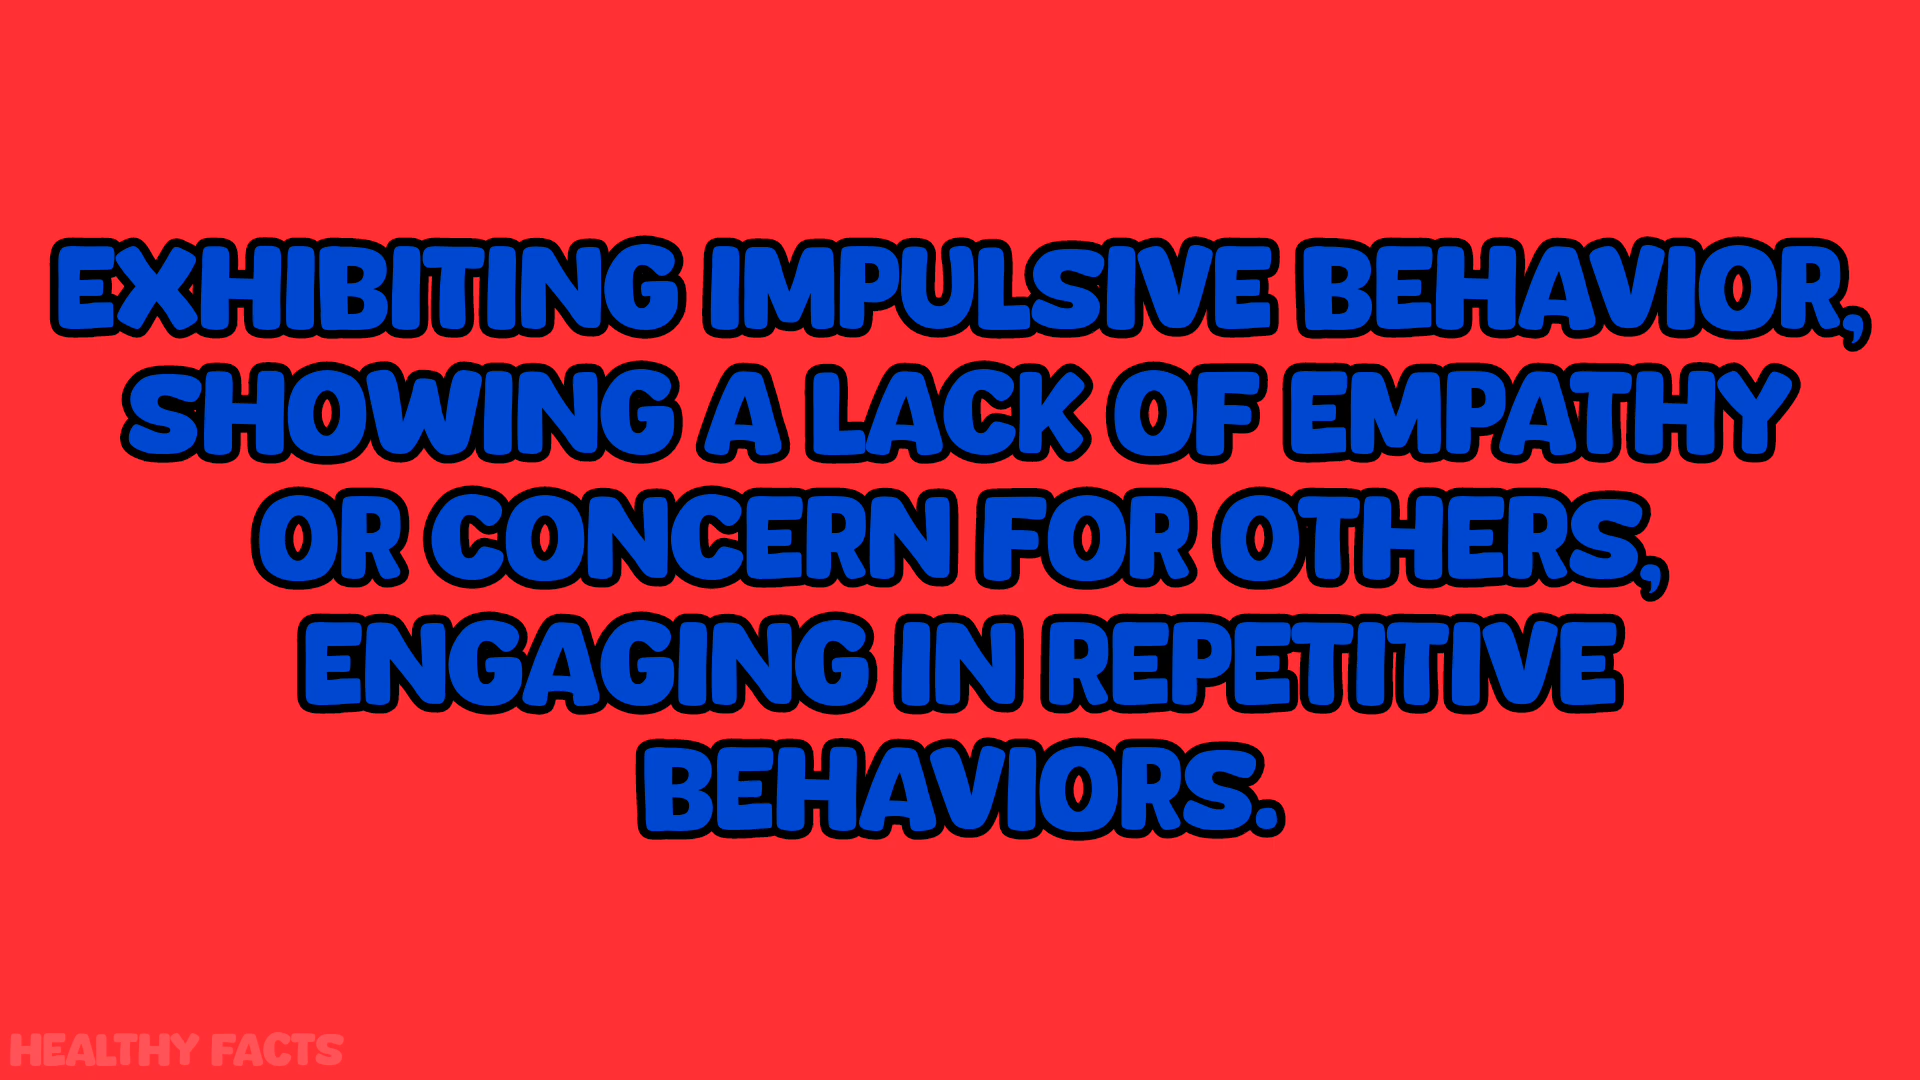 EXHIBITING IMPULSIVE BEHAVIOR,
SHOWING A LACK OF EMPATHY
OR CONCERN FOR OTHERS,
ENGAGING IN REPETITIVE
BEHAVIORS.
HEALTHY FACTS